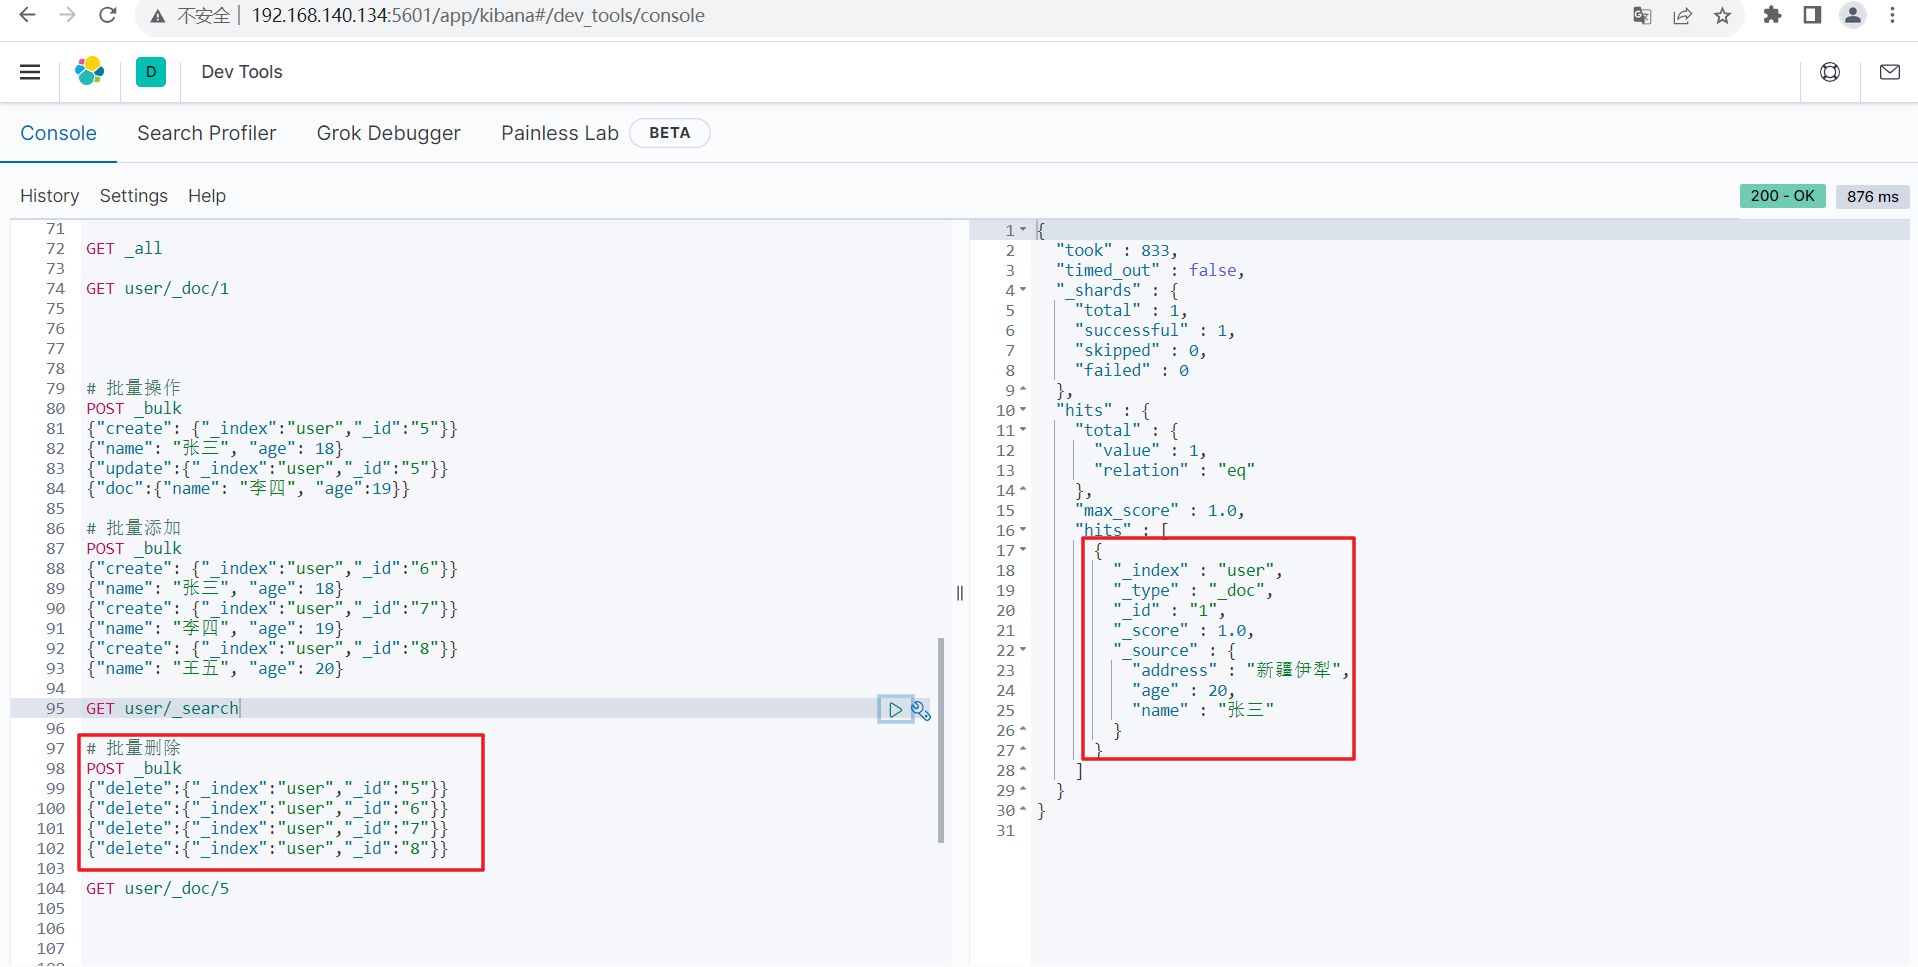 不安全 192.168.140.134:5601/app/kibana#/dev_tools/console
D Dev Tools
Console Search Profiler Grok Debugger Painless Lab BETA
History Settings Help
200 - OK 876 ms
71
72 GET _all
73
74 GET user/_doc/1
75
76
77
78
79 # 批量操作
80 POST _bulk
81 {"create": {"_index":"user","_id":"5"}}
82 {"name": "张三", "age": 18}
83 {"update":{"_index":"user","_id":"5"}}
84 {"doc":{"name": "李四", "age":19}}
85
86 # 批量添加
87 POST _bulk
88 {"create": {"_index":"user","_id":"6"}}
89 {"name": "张三", "age": 18}
90 {"create": {"_index":"user","_id":"7"}}
91 {"name": "李四", "age": 19}
92 {"create": {"_index":"user","_id":"8"}}
93 {"name": "王五", "age": 20}
94
95 GET user/_search
96
97 # 批量删除
98 POST _bulk
99 {"delete":{"_index":"user","_id":"5"}}
100 {"delete":{"_index":"user","_id":"6"}}
101 {"delete":{"_index":"user","_id":"7"}}
102 {"delete":{"_index":"user","_id":"8"}}
103
104 GET user/_doc/5
105
106
107
108
1 {
2 "took" : 833,
3 "timed_out" : false,
4 "_shards" : {
5 "total" : 1,
6 "successful" : 1,
7 "skipped" : 0,
8 "failed" : 0
9 },
10 "hits" : {
11 "total" : {
12 "value" : 1,
13 "relation" : "eq"
14 },
15 "max_score" : 1.0,
16 "hits" : [
17 {
18 "_index" : "user",
19 "_type" : "_doc",
20 "_id" : "1",
21 "_score" : 1.0,
22 "_source" : {
23 "address" : "新疆伊犁",
24 "age" : 20,
25 "name" : "张三"
26 }
27 }
28 ]
29 }
30 }
31